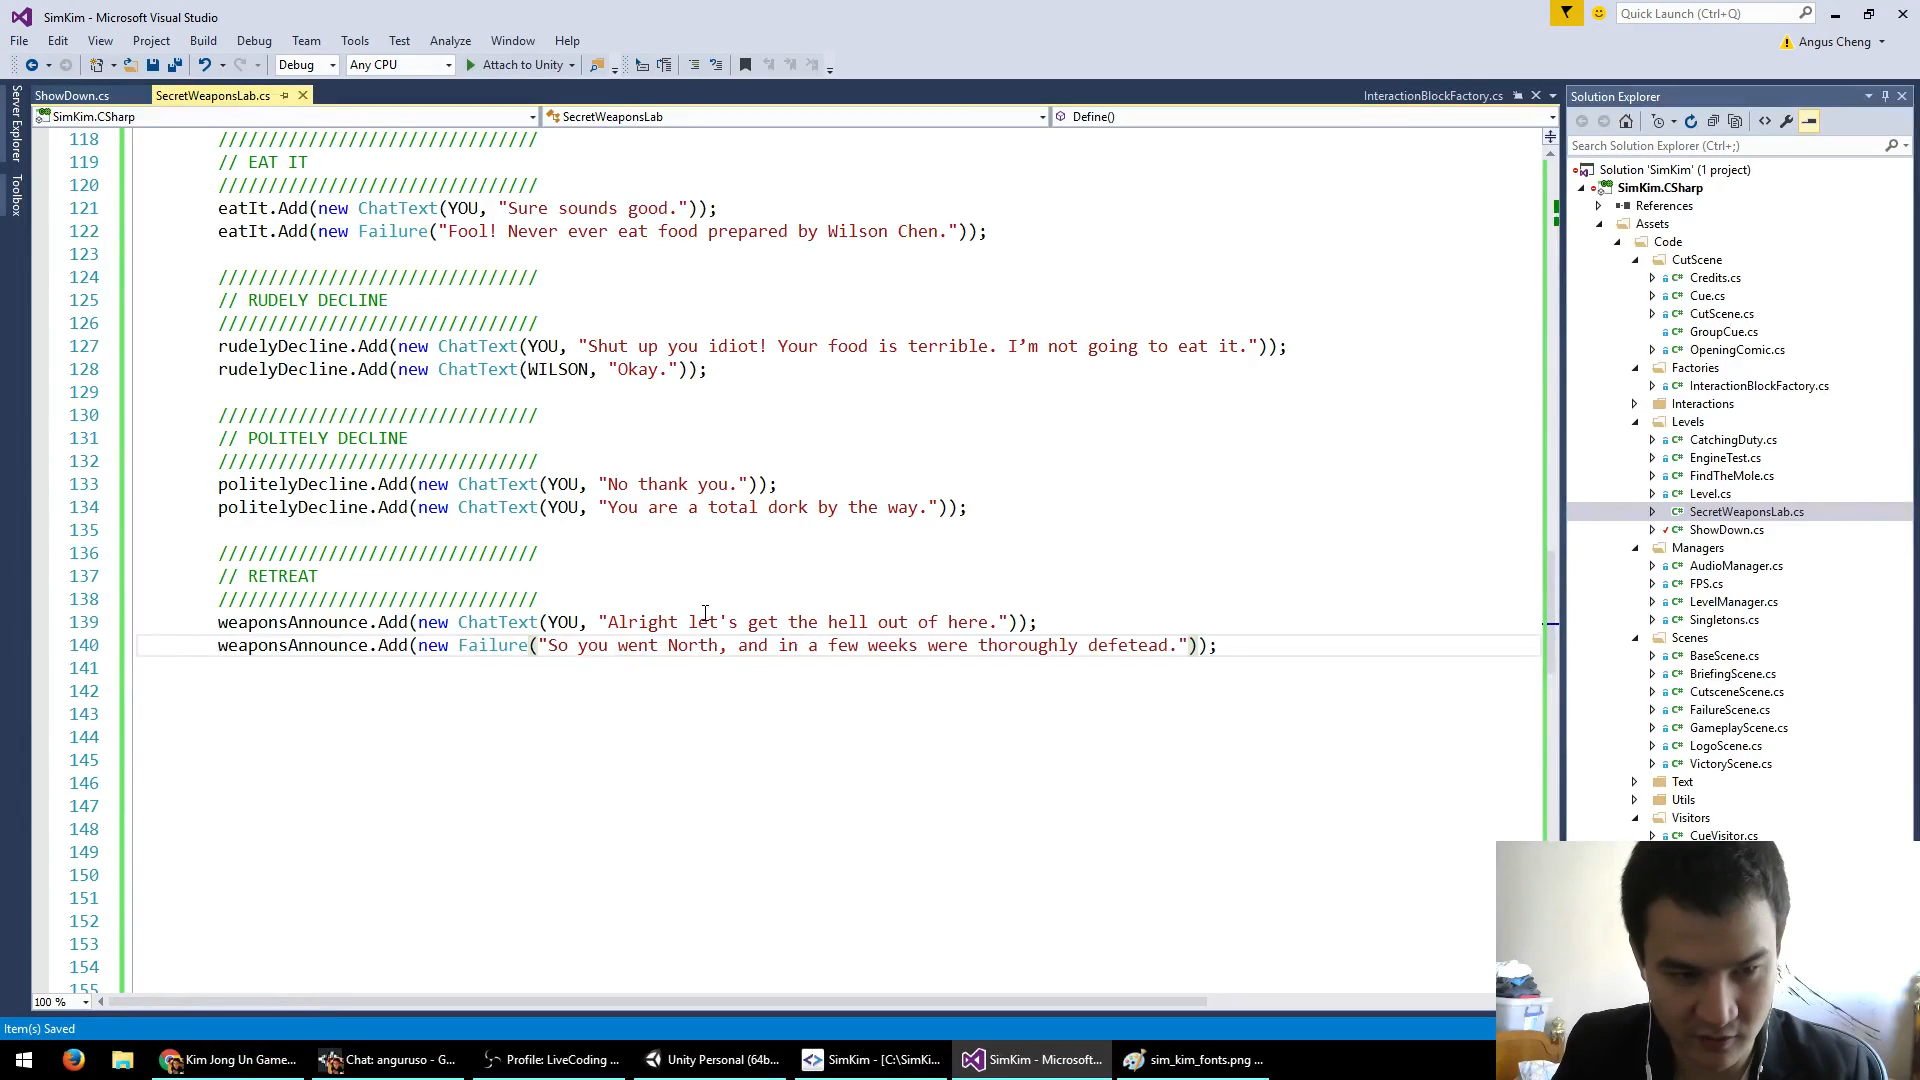 SimKim - Microsoft Visual Studio
Quick Launch (Ctrl+Q)
File Edit View Project Build Debug Team Tools Test Analyze Window Help
Angus Cheng
Debug Any CPU Attach to Unity
ShowDown.cs SecretWeaponsLab.cs InteractionBlockFactory.cs
SimKim.CSharp SecretWeaponsLab Define()
Server Explorer
Toolbox
118 ////////////////////////////////
119 // EAT IT
120 ////////////////////////////////
121 eatIt.Add(new ChatText(YOU, "Sure sounds good."));
122 eatIt.Add(new Failure("Fool! Never ever eat food prepared by Wilson Chen."));
123
124 ////////////////////////////////
125 // RUDELY DECLINE
126 ////////////////////////////////
127 rudelyDecline.Add(new ChatText(YOU, "Shut up you idiot! Your food is terrible. I’m not going to eat it."));
128 rudelyDecline.Add(new ChatText(WILSON, "Okay."));
129
130 ////////////////////////////////
131 // POLITELY DECLINE
132 ////////////////////////////////
133 politelyDecline.Add(new ChatText(YOU, "No thank you."));
134 politelyDecline.Add(new ChatText(YOU, "You are a total dork by the way."));
135
136 ////////////////////////////////
137 // RETREAT
138 ////////////////////////////////
139 weaponsAnnounce.Add(new ChatText(YOU, "Alright let's get the hell out of here."));
140 weaponsAnnounce.Add(new Failure("So you went North, and in a few weeks were thoroughly defetead."));
141
142
143
144
145
146
147
148
149
150
151
152
153
154
155
100 %
Solution Explorer
Search Solution Explorer (Ctrl+;)
Solution 'SimKim' (1 project)
SimKim.CSharp
References
Assets
Code
CutScene
Credits.cs
Cue.cs
CutScene.cs
GroupCue.cs
OpeningComic.cs
Factories
InteractionBlockFactory.cs
Interactions
Levels
CatchingDuty.cs
EngineTest.cs
FindTheMole.cs
Level.cs
SecretWeaponsLab.cs
ShowDown.cs
Managers
AudioManager.cs
FPS.cs
LevelManager.cs
Singletons.cs
Scenes
BaseScene.cs
BriefingScene.cs
CutsceneScene.cs
FailureScene.cs
GameplayScene.cs
LogoScene.cs
VictoryScene.cs
Text
Utils
Visitors
CueVisitor.cs
Item(s) Saved
Kim Jong Un Game... Chat: anguruso - G... Profile: LiveCoding ... Unity Personal (64b... SimKim - [C:\SimKi... SimKim - Microsoft... sim_kim_fonts.png ...